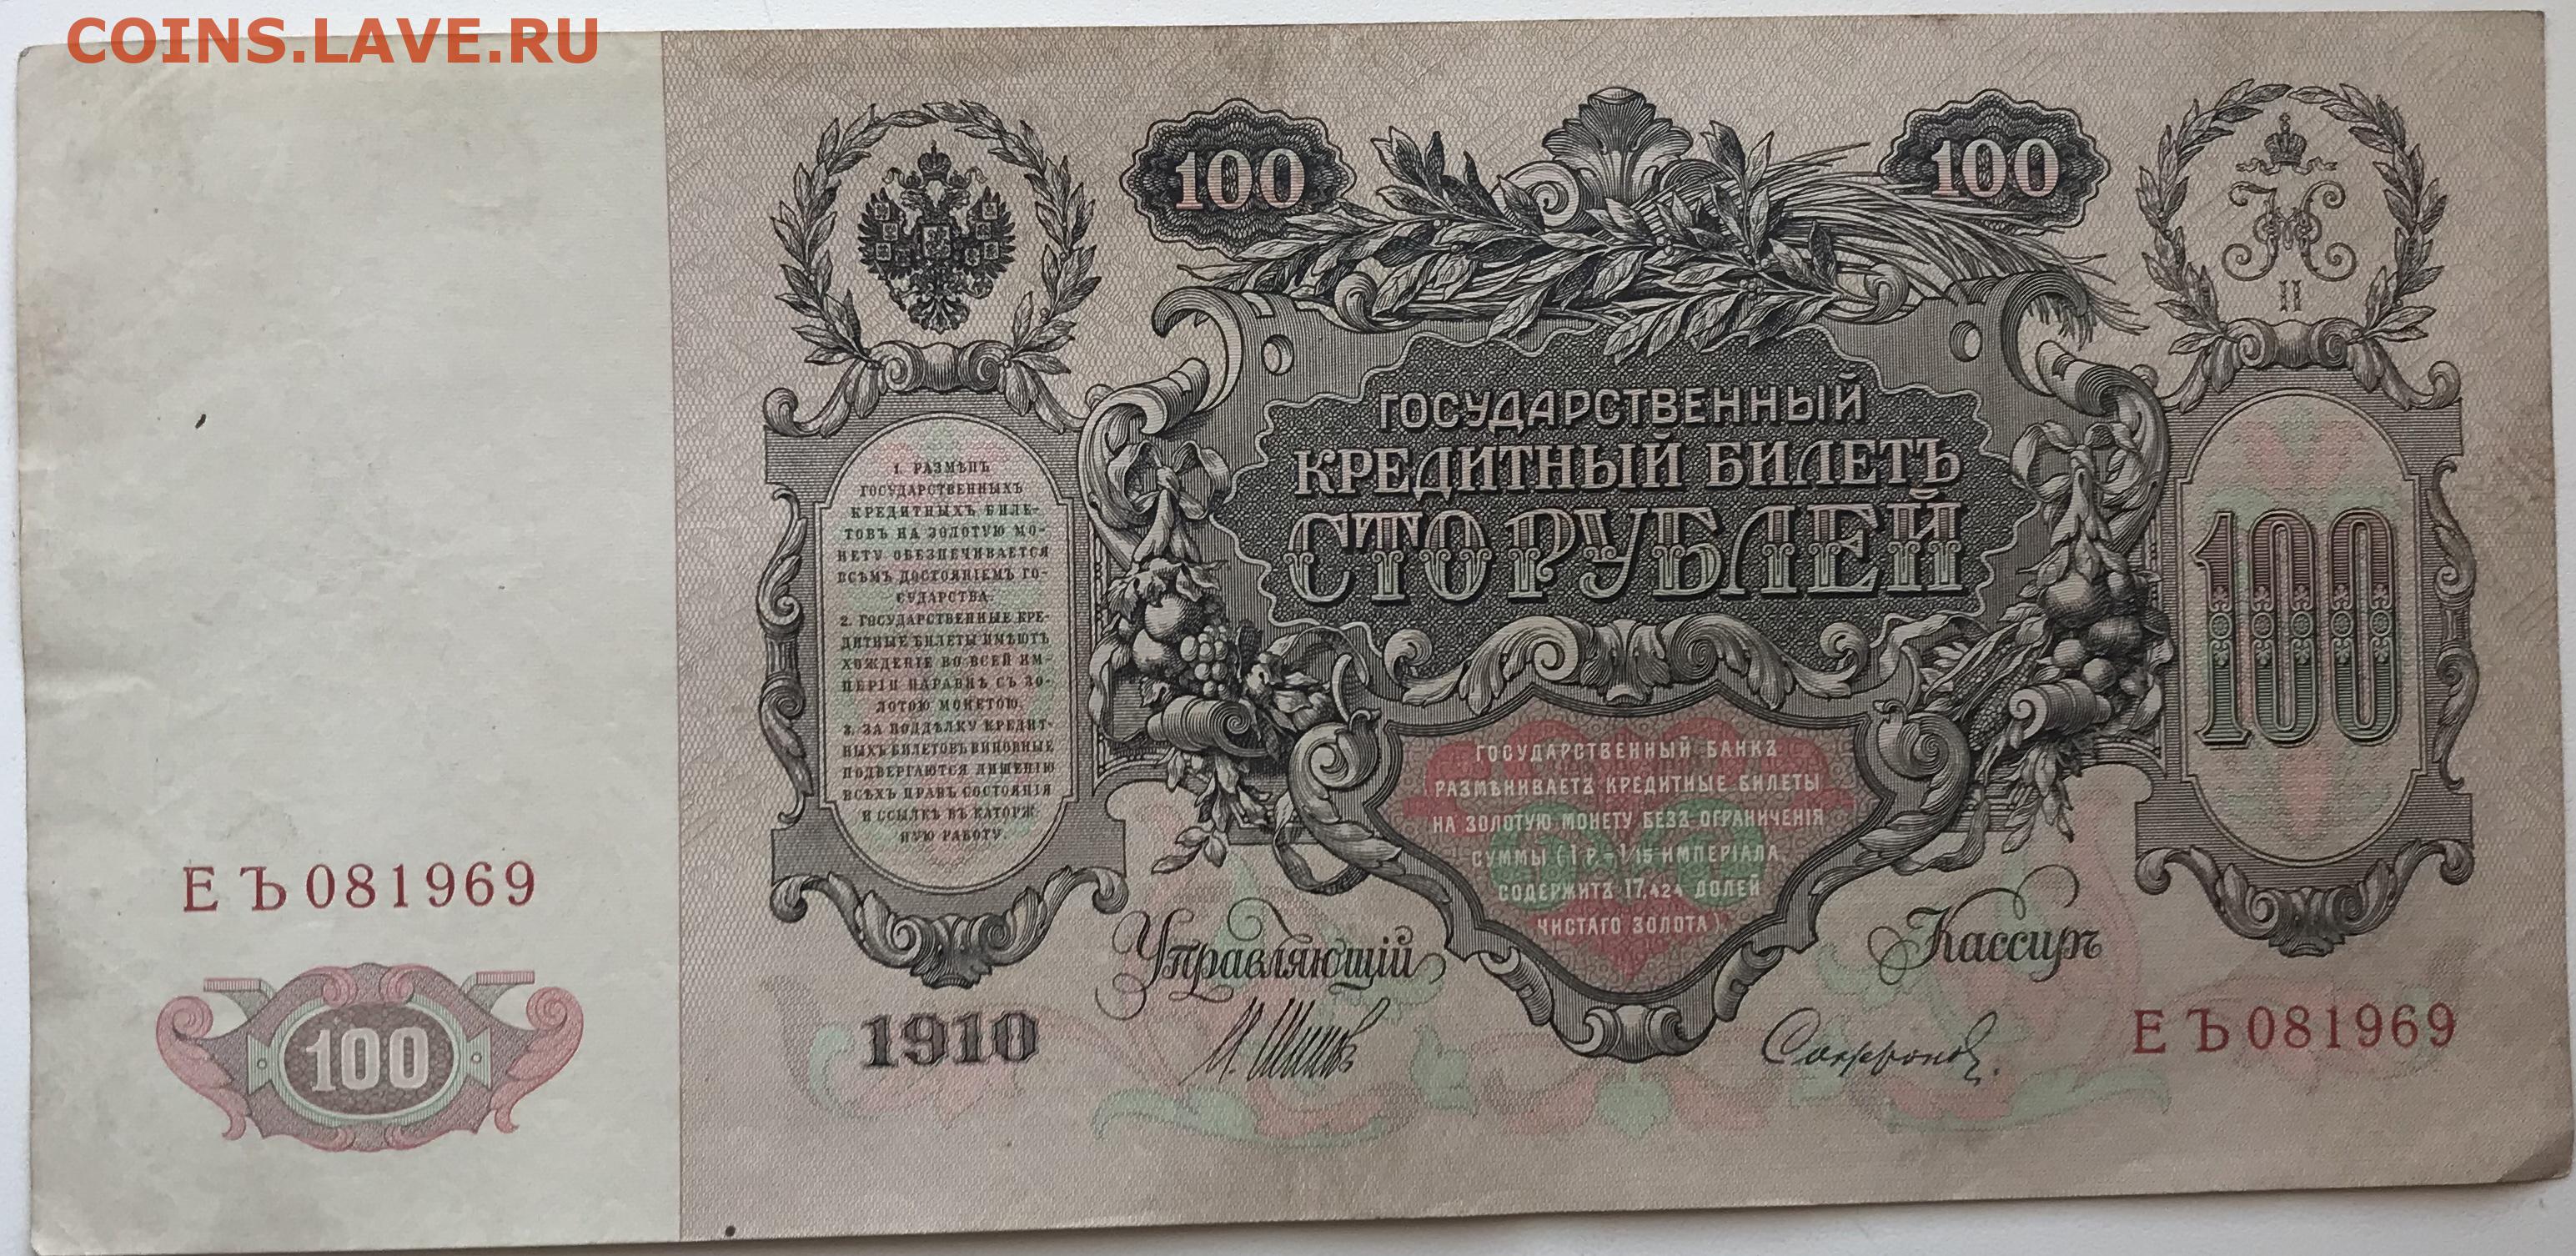 COINS.LAVE.RU
100
100
II
ГОСУДАРСТВЕННЫЙ
КРЕДИТНЫЙ БИЛЕТЪ
СТО РУБЛЕЙ
1. РАЗМѢНЪ
ГОСУДАРСТВЕННЫХЪ
КРЕДИТНЫХЪ БИЛЕ-
ТОВЪ НА ЗОЛОТУЮ МО-
НЕТУ ОБЕЗПЕЧИВАЕТСЯ
ВСѢМЪ ДОСТОЯНІЕМЪ ГО-
СУДАРСТВА.
2. ГОСУДАРСТВЕННЫЕ КРЕ-
ДИТНЫЕ БИЛЕТЫ ИМѢЮТЪ
ХОЖДЕНІЕ ВО ВСЕЙ ИМ-
ПЕРІИ НАРАВНѢ СЪ ЗО-
ЛОТОЮ МОНЕТОЮ.
3. ЗА ПОДДѢЛКУ КРЕДИТ-
НЫХЪ БИЛЕТОВЪ ВИНОВНЫЕ
ПОДВЕРГАЮТСЯ ЛИШЕНІЮ
ВСѢХЪ ПРАВЪ СОСТОЯНІЯ
И ССЫЛКѢ ВЪ КАТОРЖ-
НУЮ РАБОТУ.
100
ГОСУДАРСТВЕННЫЙ БАНКЪ
РАЗМѢНИВАЕТЪ КРЕДИТНЫЕ БИЛЕТЫ
НА ЗОЛОТУЮ МОНЕТУ БЕЗЪ ОГРАНИЧЕНІЯ
СУММЫ (1 Р.= 1/15 ИМПЕРІАЛА,
СОДЕРЖИТЪ 17,424 ДОЛЕЙ
ЧИСТАГО ЗОЛОТА).
ЕЪ 081969
100
Управляющій
Кассиръ
1910
И. Шиповъ
Софроновъ.
ЕЪ 081969